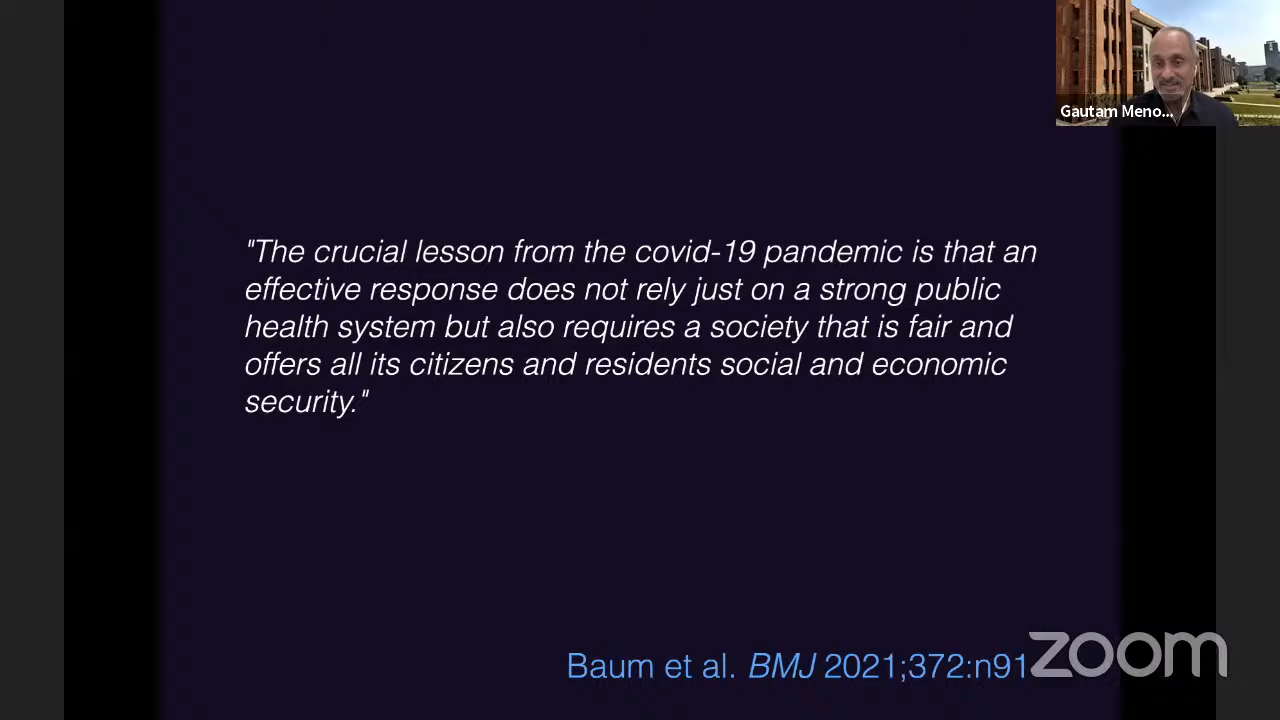 Gautam Meno...
"The crucial lesson from the covid-19 pandemic is that an
effective response does not rely just on a strong public
health system but also requires a society that is fair and
offers all its citizens and residents social and economic
security."
Baum et al. BMJ 2021;372:n91
zoom